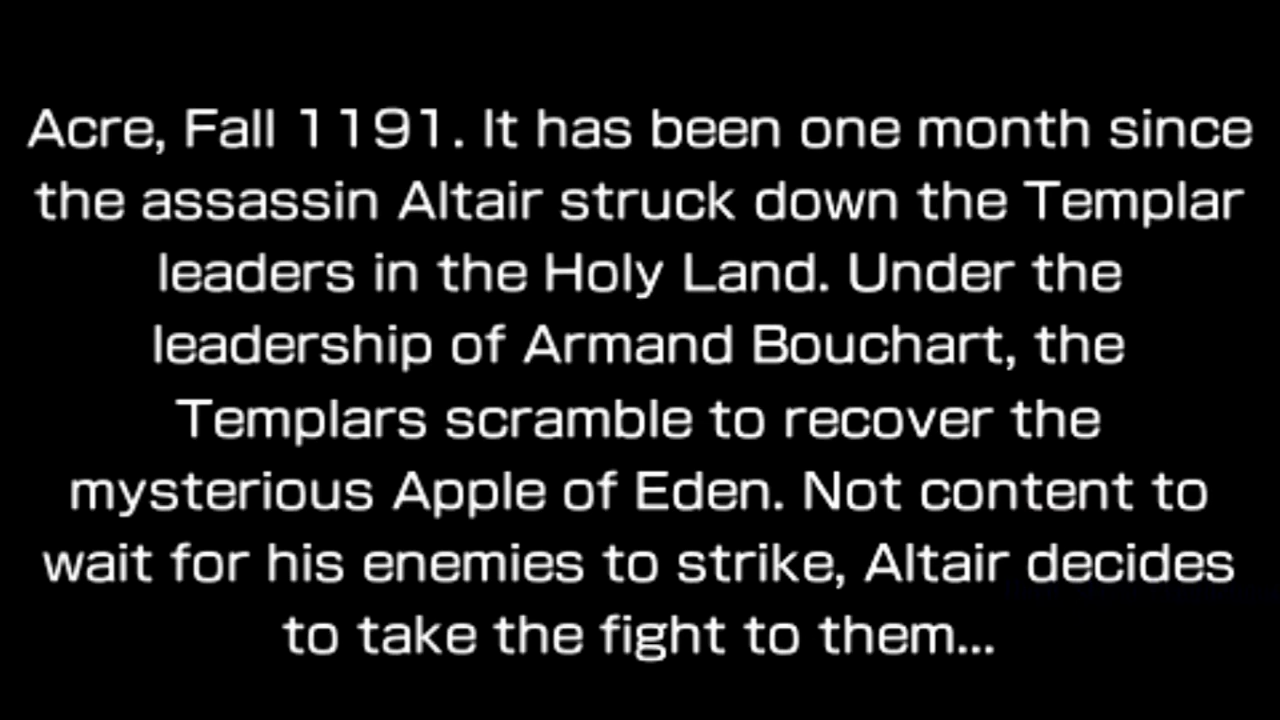 Acre, Fall 1191. It has been one month since
the assassin Altair struck down the Templar
leaders in the Holy Land. Under the
leadership of Armand Bouchart, the
Templars scramble to recover the
mysterious Apple of Eden. Not content to
wait for his enemies to strike, Altair decides
to take the fight to them...